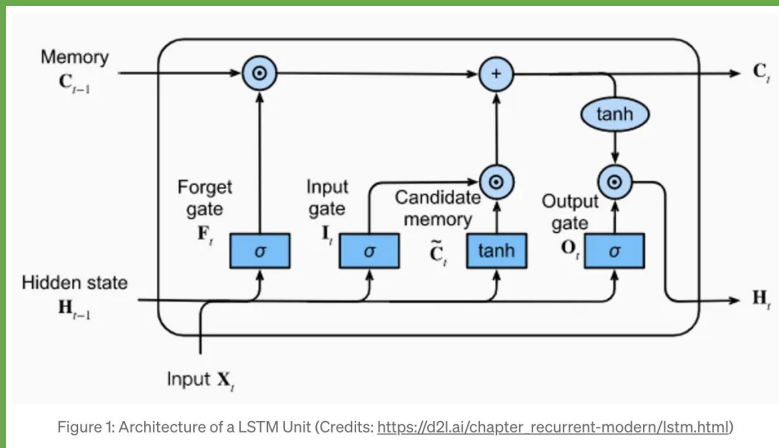 Memory
C_{t-1}
C_t
tanh
Forget
gate
F_t
Input
gate
I_t
Candidate
memory
C̃_t
Output
gate
O_t
σ
σ
tanh
σ
Hidden state
H_{t-1}
H_t
Input X_t
Figure 1: Architecture of a LSTM Unit (Credits: https://d2l.ai/chapter_recurrent-modern/lstm.html)